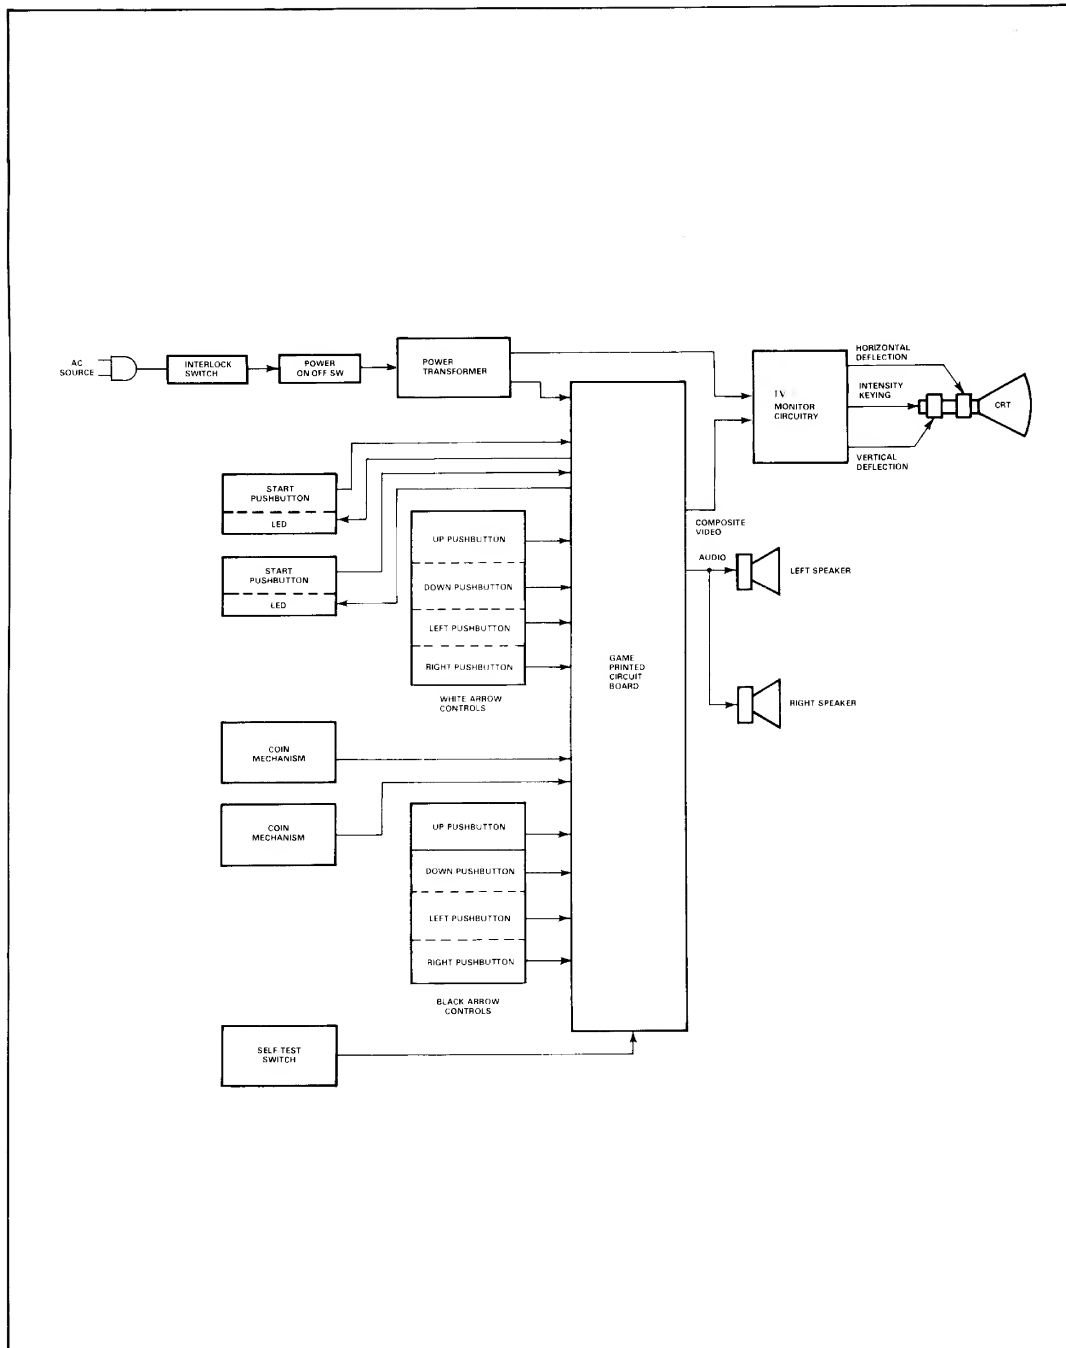 AC
SOURCE
INTERLOCK
SWITCH
POWER
ON OFF SW
POWER
TRANSFORMER
TV
MONITOR
CIRCUITRY
HORIZONTAL
DEFLECTION
INTENSITY
KEYING
VERTICAL
DEFLECTION
CRT
START
PUSHBUTTON
LED
START
PUSHBUTTON
LED
UP PUSHBUTTON
DOWN PUSHBUTTON
LEFT PUSHBUTTON
RIGHT PUSHBUTTON
WHITE ARROW
CONTROLS
GAME
PRINTED
CIRCUIT
BOARD
COMPOSITE
VIDEO
AUDIO
LEFT SPEAKER
RIGHT SPEAKER
COIN
MECHANISM
COIN
MECHANISM
UP PUSHBUTTON
DOWN PUSHBUTTON
LEFT PUSHBUTTON
RIGHT PUSHBUTTON
BLACK ARROW
CONTROLS
SELF TEST
SWITCH